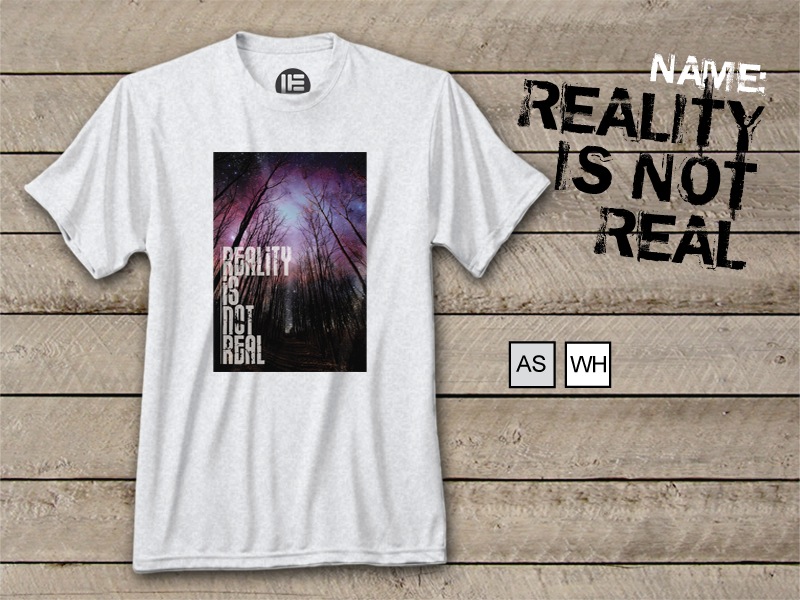 NAME:
REALITY
IS NOT
REAL
REALITY
IS
NOT
REAL
AS WH